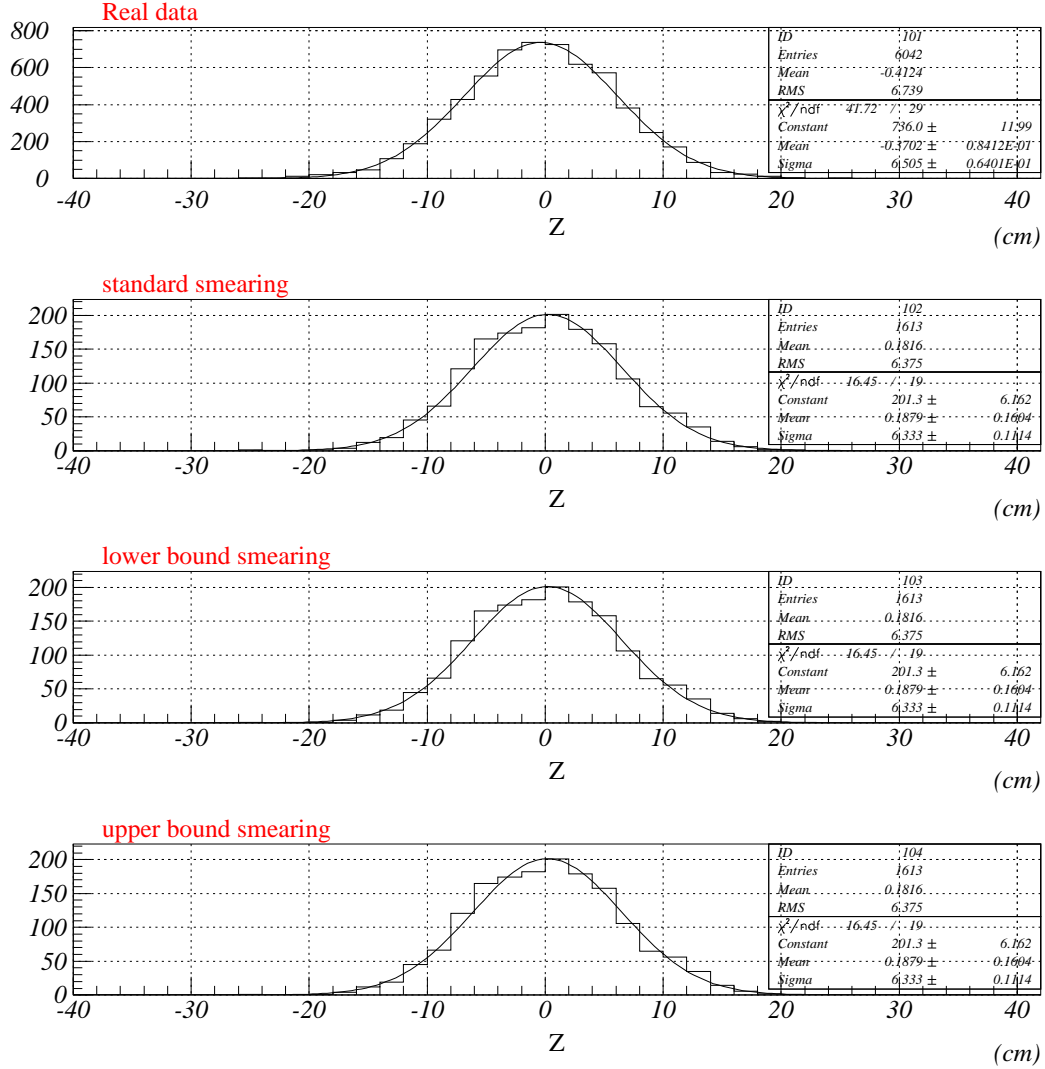 Real data
800
600
400
200
0
ID 101
Entries 6042
Mean -0.4124
RMS 6.739
χ²/ndf 41.72 / 29
Constant 736.0 ± 11.99
Mean -0.3702 ± 0.8412E-01
Sigma 6.505 ± 0.6401E-01
-40 -30 -20 -10 0 10 20 30 40
Z
(cm)
standard smearing
200
150
100
50
0
ID 102
Entries 1613
Mean 0.1816
RMS 6.375
χ²/ndf 16.45 / 19
Constant 201.3 ± 6.162
Mean 0.1879 ± 0.1604
Sigma 6.333 ± 0.1114
-40 -30 -20 -10 0 10 20 30 40
Z
(cm)
lower bound smearing
200
150
100
50
0
ID 103
Entries 1613
Mean 0.1816
RMS 6.375
χ²/ndf 16.45 / 19
Constant 201.3 ± 6.162
Mean 0.1879 ± 0.1604
Sigma 6.333 ± 0.1114
-40 -30 -20 -10 0 10 20 30 40
Z
(cm)
upper bound smearing
200
150
100
50
0
ID 104
Entries 1613
Mean 0.1816
RMS 6.375
χ²/ndf 16.45 / 19
Constant 201.3 ± 6.162
Mean 0.1879 ± 0.1604
Sigma 6.333 ± 0.1114
-40 -30 -20 -10 0 10 20 30 40
Z
(cm)